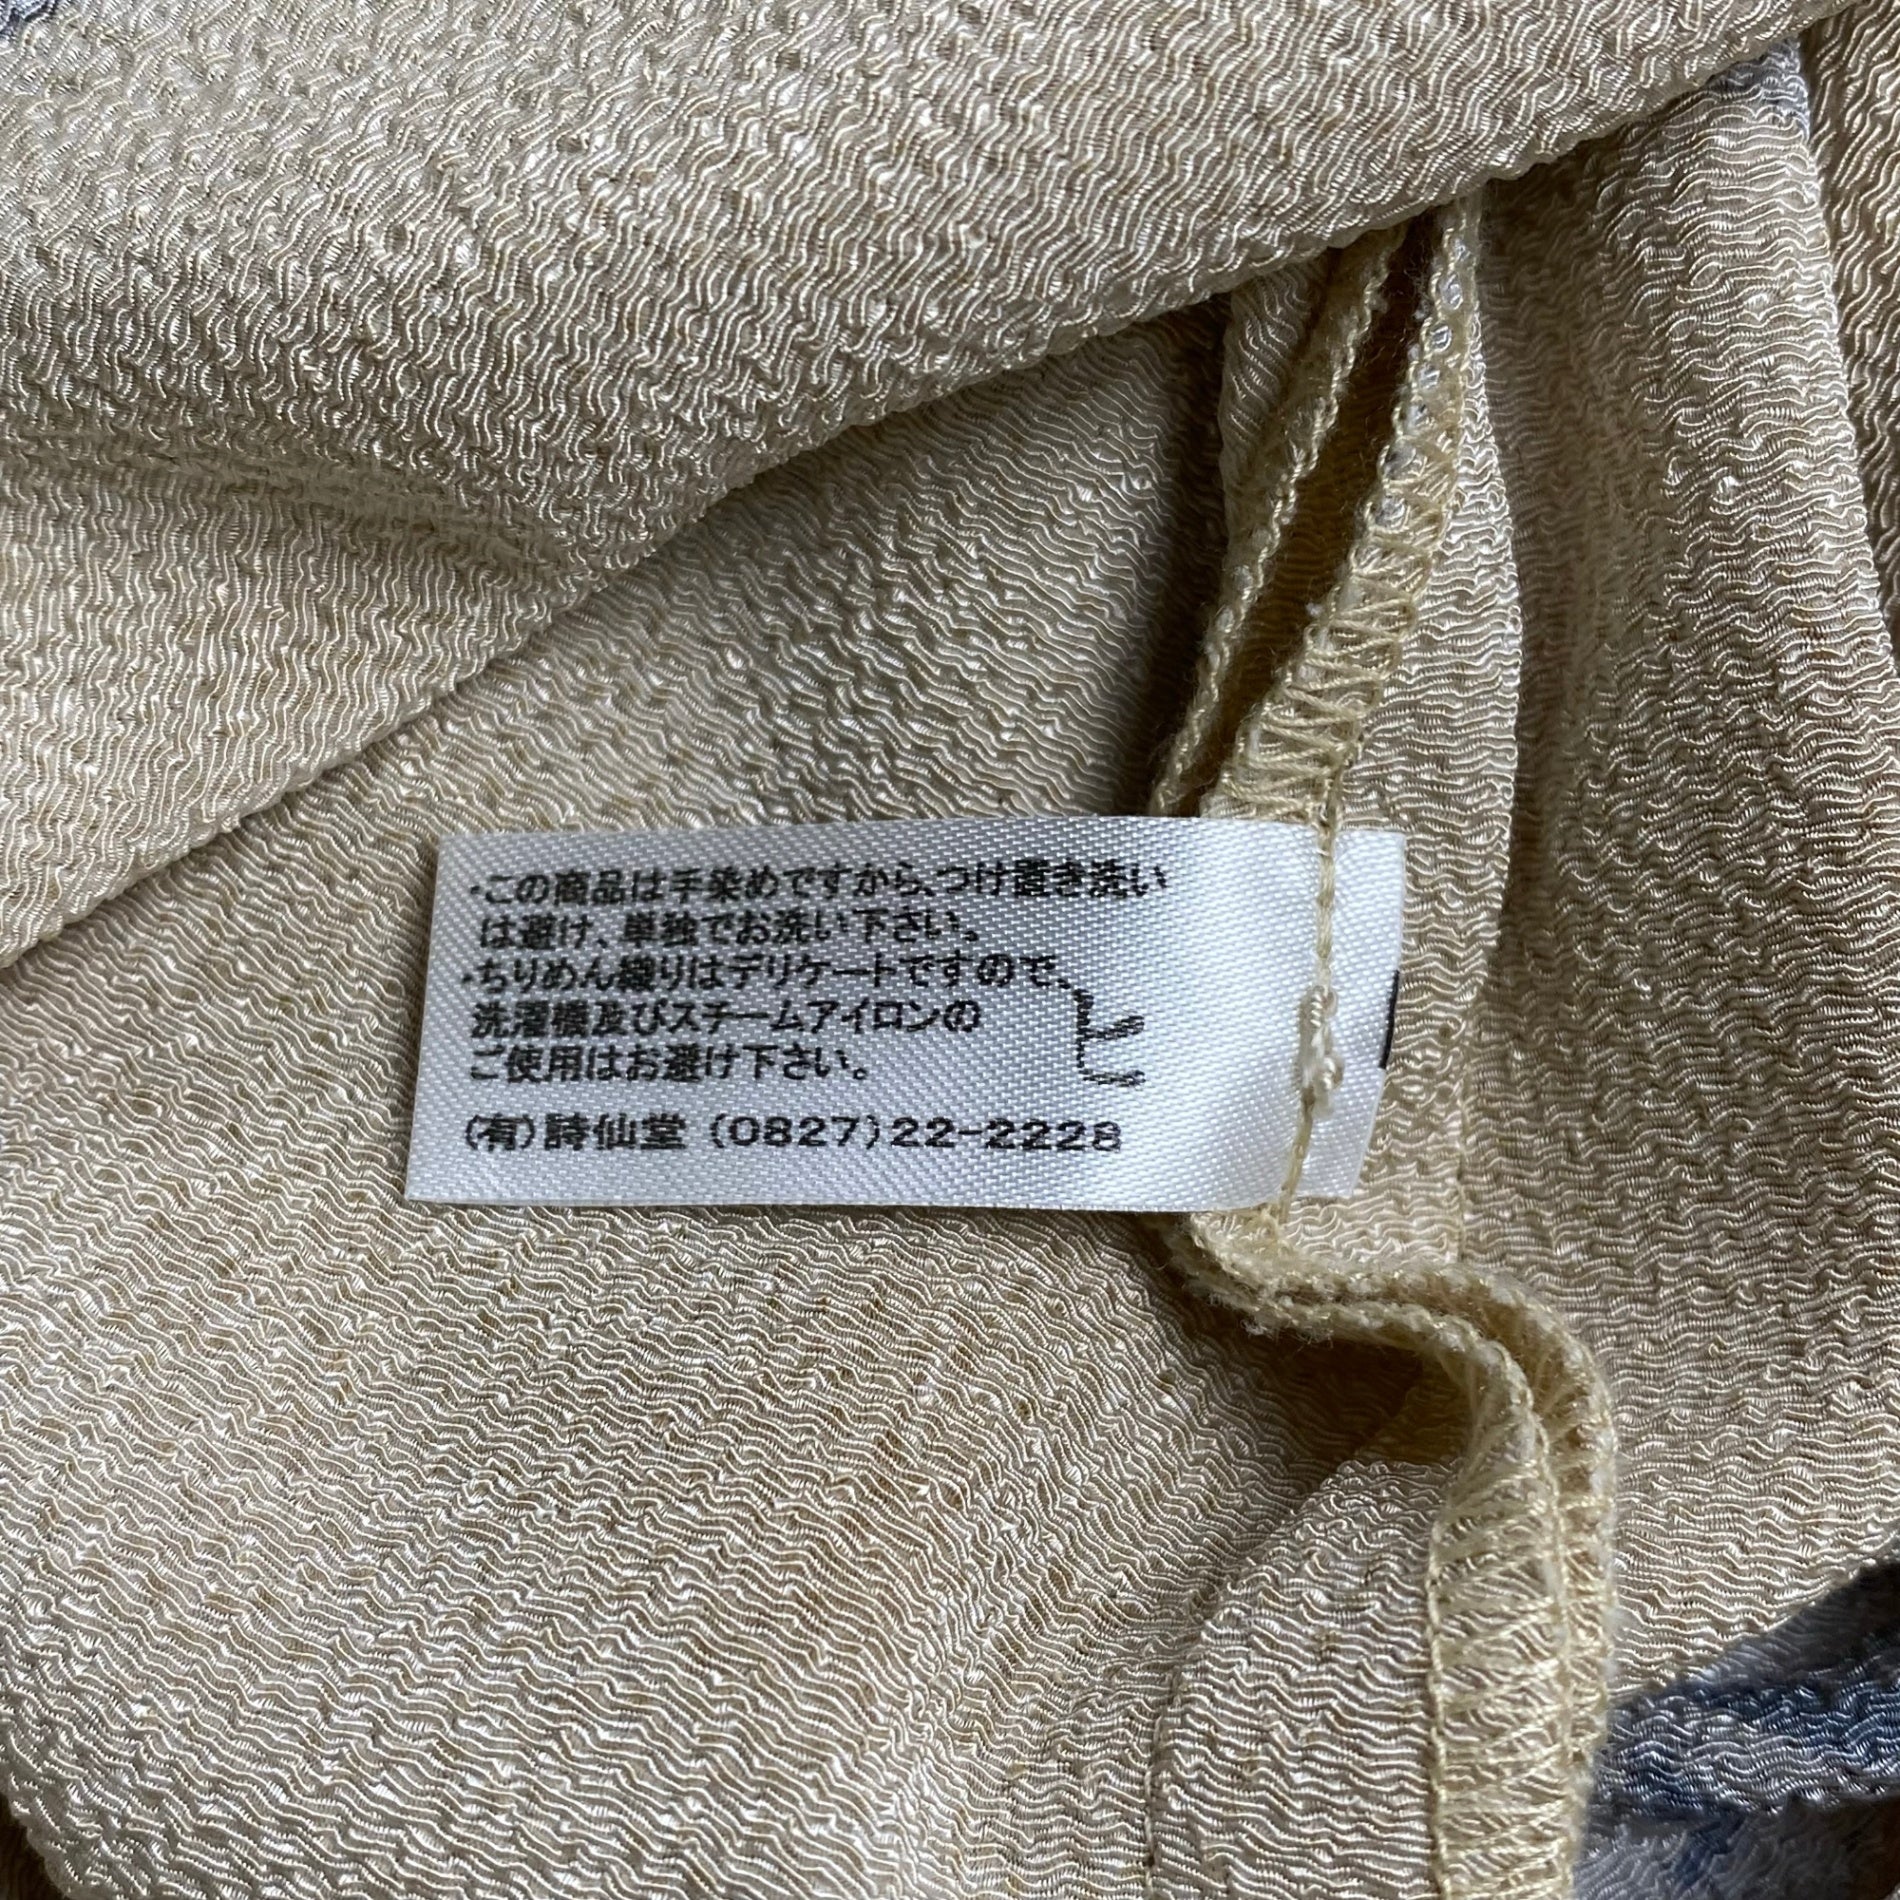 ・この商品は手染めですから、つけ置き洗い
は避け、単独でお洗い下さい。
・ちりめん織りはデリケートですので、
洗濯機及びスチームアイロンの
ご使用はお避け下さい。
(有)詩仙堂 (0827)22-2228
ヒ